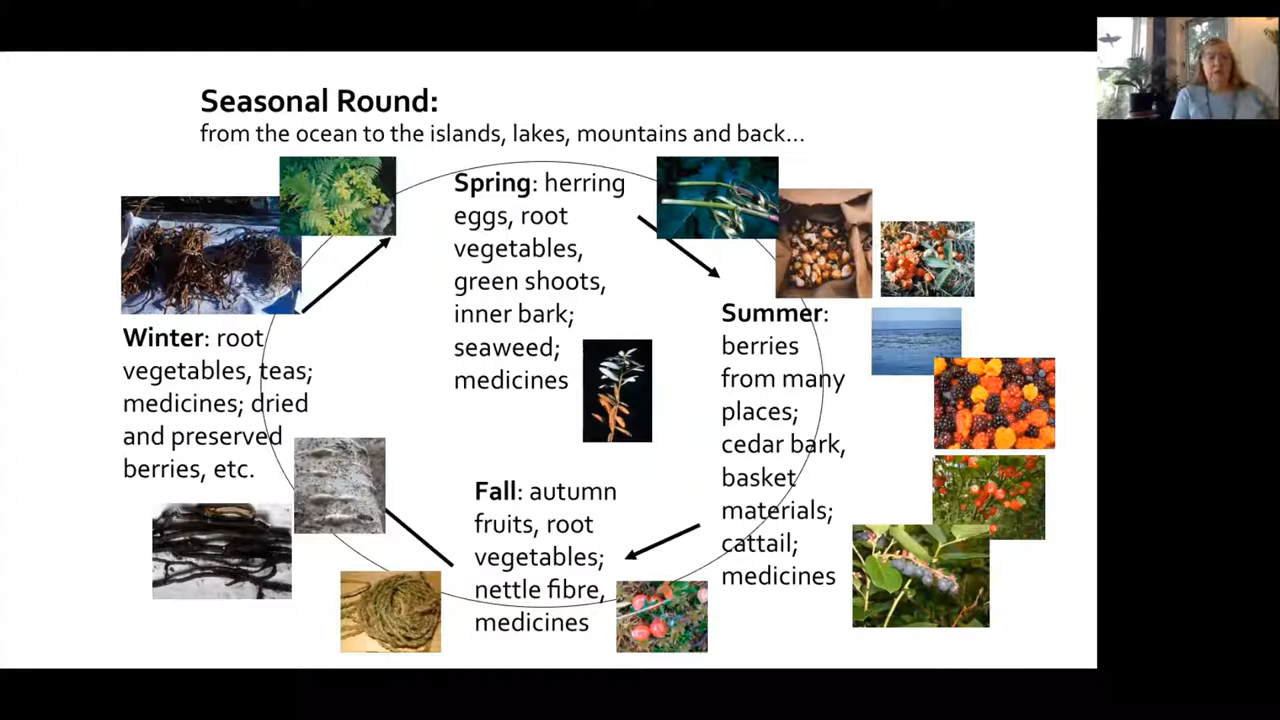 Seasonal Round:
from the ocean to the islands, lakes, mountains and back...
Spring: herring
eggs, root
vegetables,
green shoots,
inner bark;
seaweed;
medicines
Summer:
berries
from many
places;
cedar bark,
basket
materials;
cattail;
medicines
Fall: autumn
fruits, root
vegetables;
nettle fibre,
medicines
Winter: root
vegetables, teas;
medicines; dried
and preserved
berries, etc.